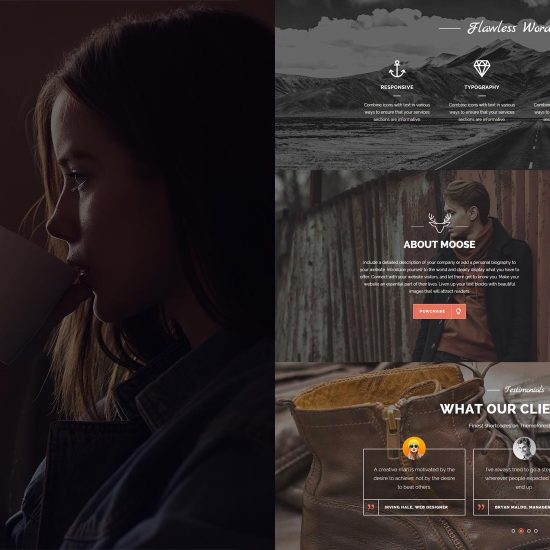 Flawless Word
RESPONSIVE
Combine icons with text in various
ways to ensure that your services
sections are informative.
TYPOGRAPHY
Combine icons with text in various
ways to ensure that your services
sections are informative.
ABOUT MOOSE
Include a detailed description of your company or add a personal biography to
your website. Introduce yourself to the world and clearly display what you have to
offer. Connect with your website visitors, and let them get to know you. Make your
website an essential part of their lives. Liven up your text blocks with beautiful
images that will attract readers.
PURCHASE
Testimonials
WHAT OUR CLIE
Finest shortcodes on Themeforest
A creative man is motivated by the
desire to achieve, not by the desire
to beat others.
IRVING HALE, WEB DESIGNER
I've always tried to go a step
wherever people expected
end up.
BRYAN MALDO, MANAGER